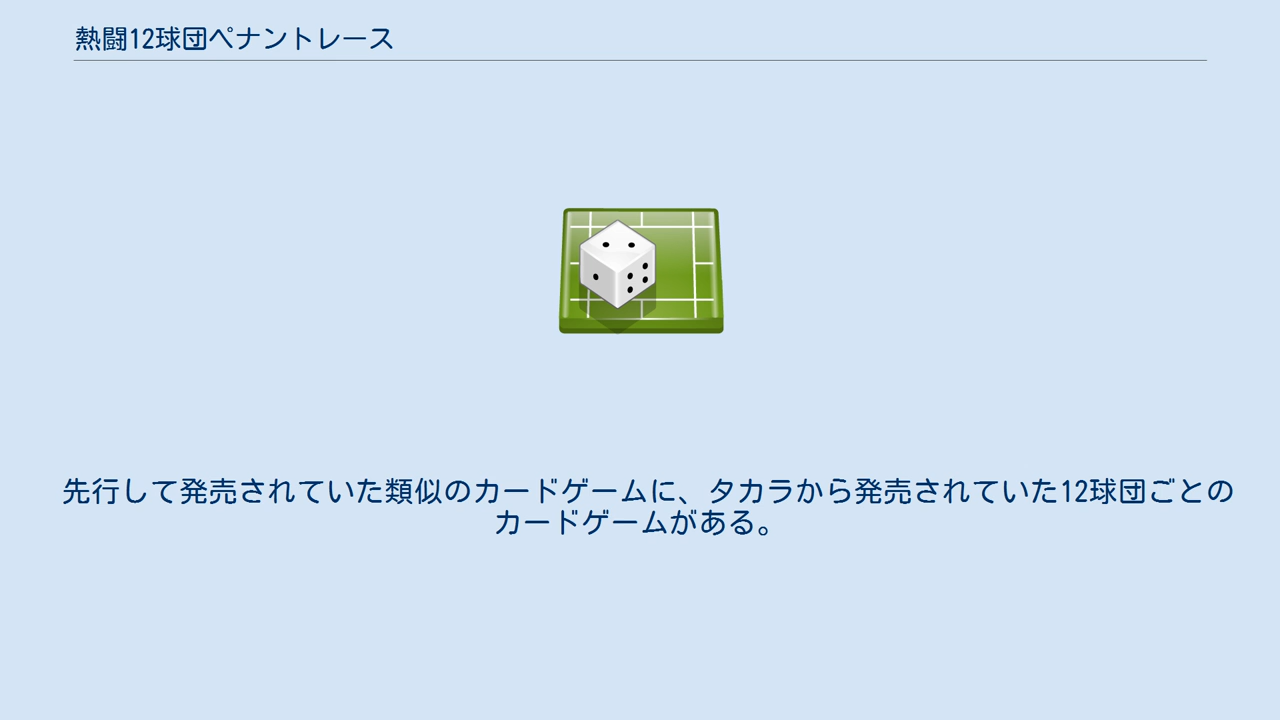 熱闘12球団ペナントレース
先行して発売されていた類似のカードゲームに、タカラから発売されていた12球団ごとの
カードゲームがある。